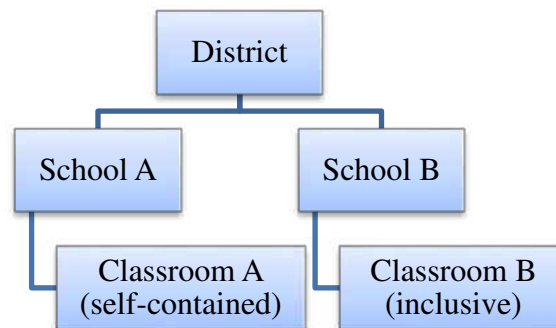 District
School A
School B
Classroom A
(self-contained)
Classroom B
(inclusive)